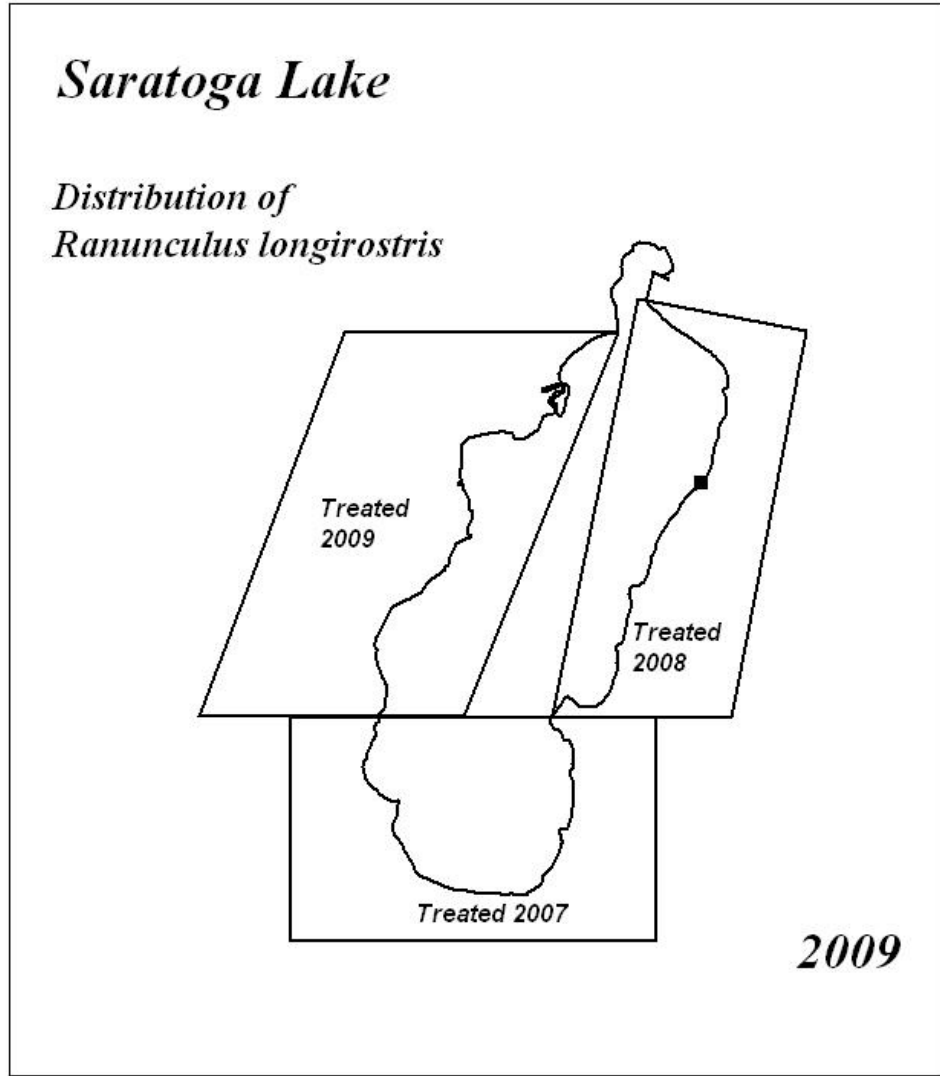 Saratoga Lake
Distribution of
Ranunculus longirostris
Treated
2009
Treated
2008
Treated 2007
2009